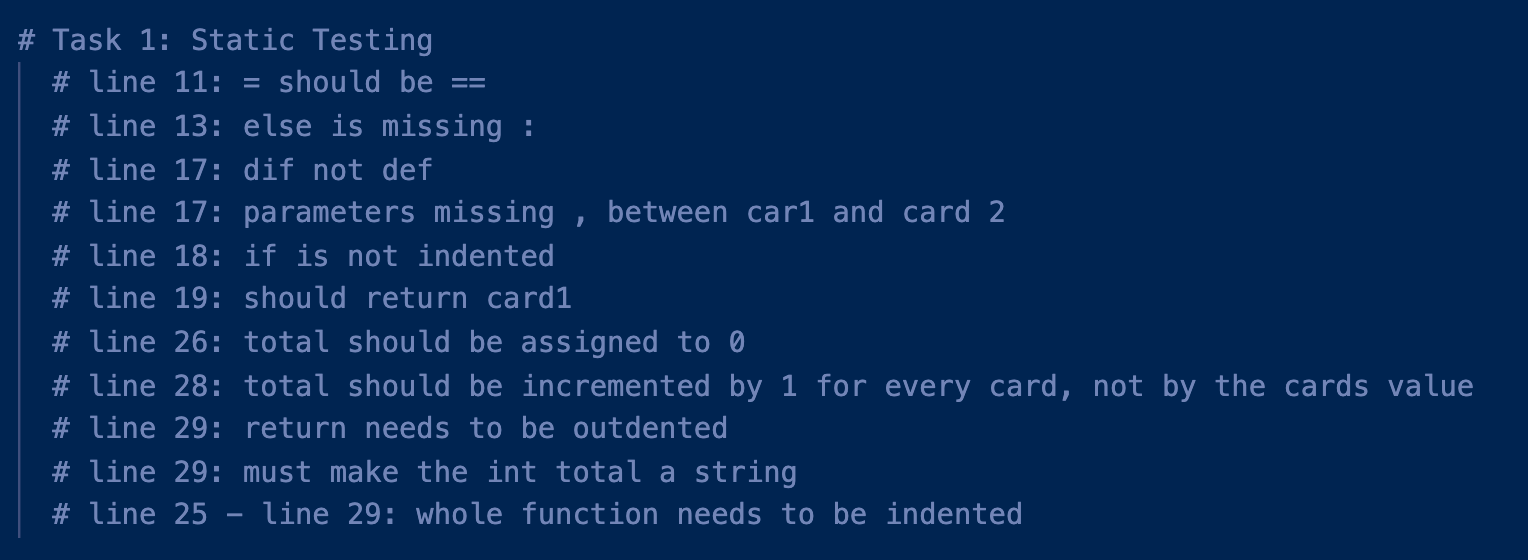 # Task 1: Static Testing
# line 11: = should be ==
# line 13: else is missing :
# line 17: dif not def
# line 17: parameters missing , between car1 and card 2
# line 18: if is not indented
# line 19: should return card1
# line 26: total should be assigned to 0
# line 28: total should be incremented by 1 for every card, not by the cards value
# line 29: return needs to be outdented
# line 29: must make the int total a string
# line 25 – line 29: whole function needs to be indented